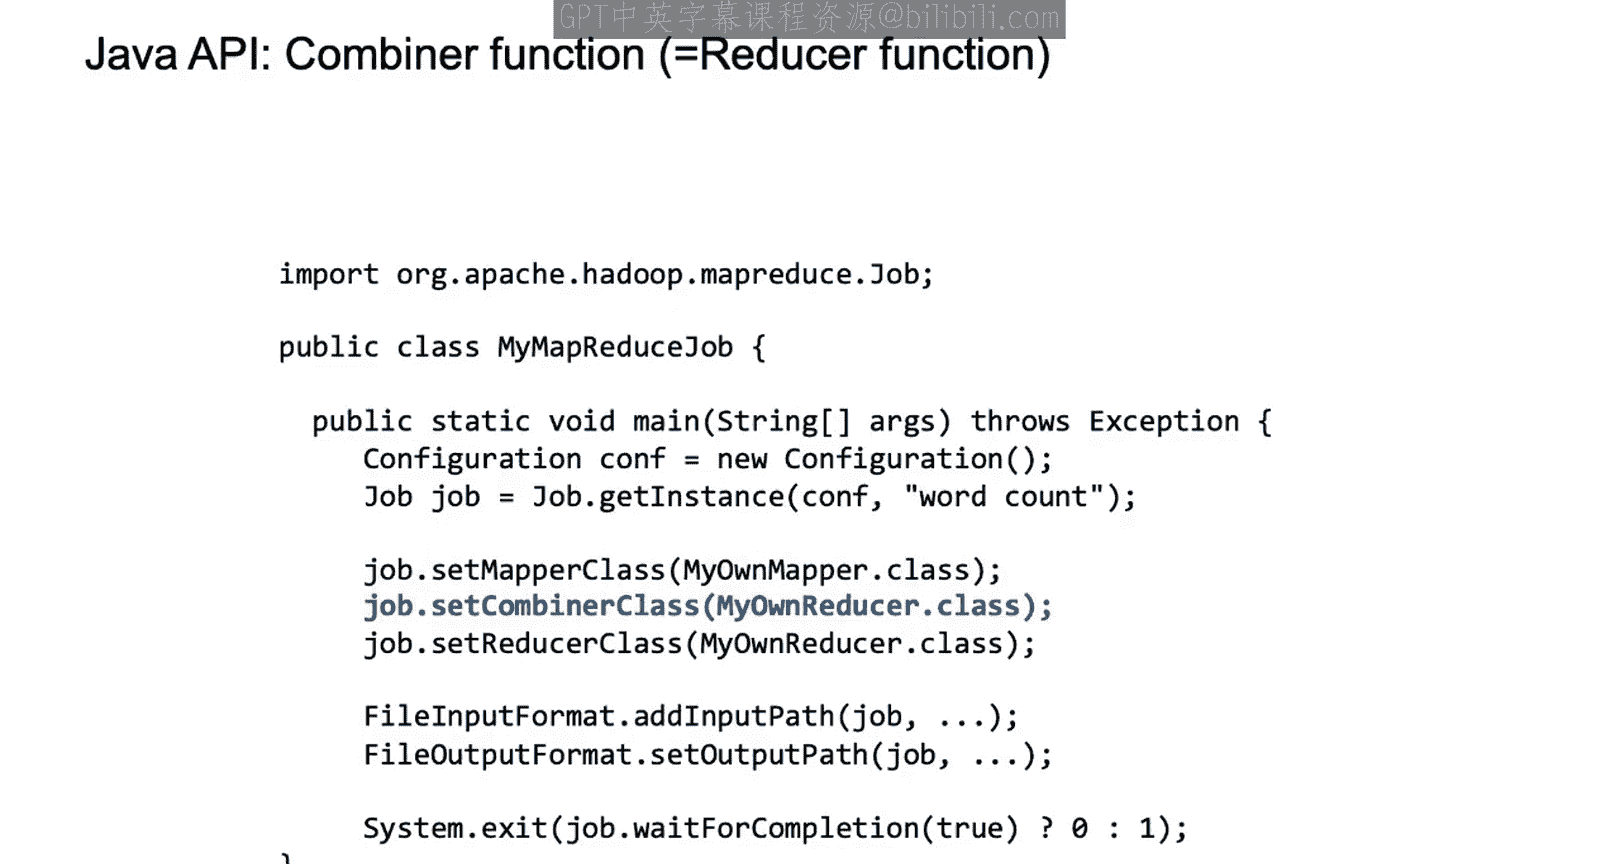 GPT中英字幕课程资源@bilibili.com
Java API: Combiner function (=Reducer function)
import org.apache.hadoop.mapreduce.Job;
public class MyMapReduceJob {
public static void main(String[] args) throws Exception {
Configuration conf = new Configuration();
Job job = Job.getInstance(conf, "word count");
job.setMapperClass(MyOwnMapper.class);
job.setCombinerClass(MyOwnReducer.class);
job.setReducerClass(MyOwnReducer.class);
FileInputFormat.addInputPath(job, ...);
FileOutputFormat.setOutputPath(job, ...);
System.exit(job.waitForCompletion(true) ? 0 : 1);
}